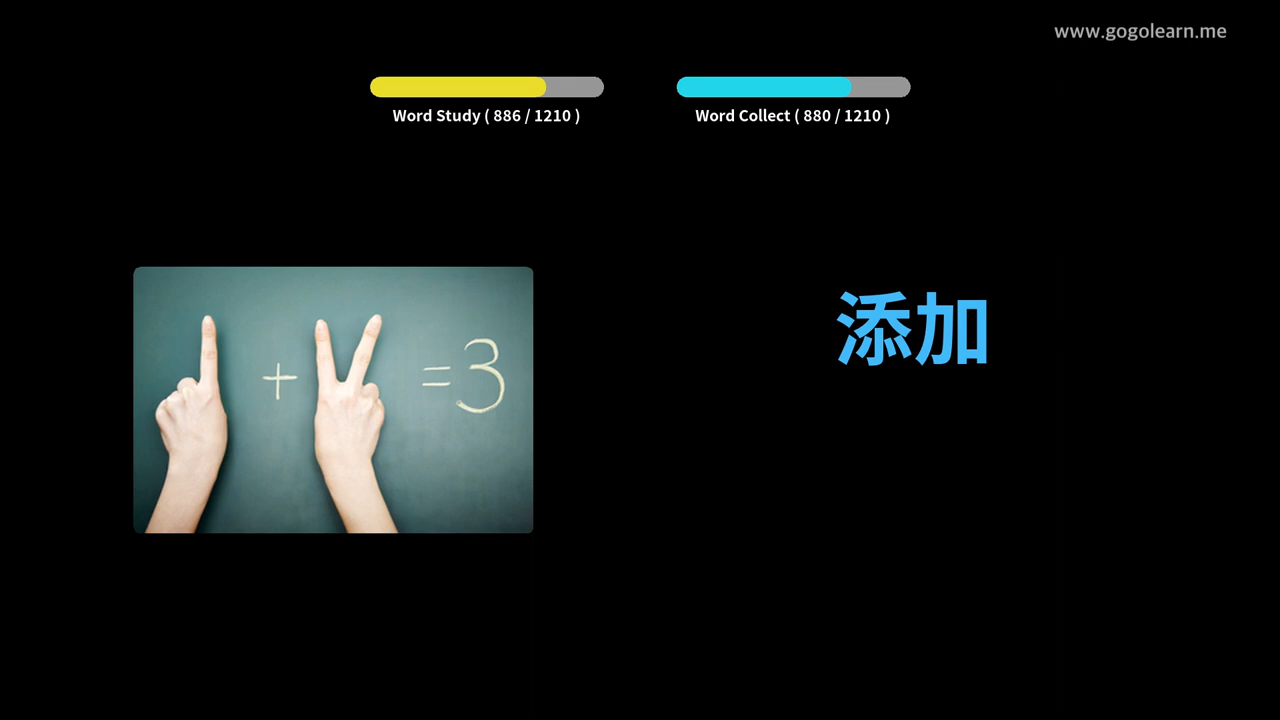 www.gogolearn.me
Word Study ( 886 / 1210 )
Word Collect ( 880 / 1210 )
+ =3
添加